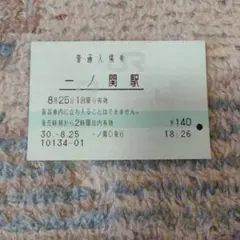 普通入場券
一ノ関駅
8月25日1回限り有効
旅客車内に立ち入ることはできません。
発売時刻から2時間以内有効 ¥140
30.-8.25 一ノ関 発行 18:26
10134-01